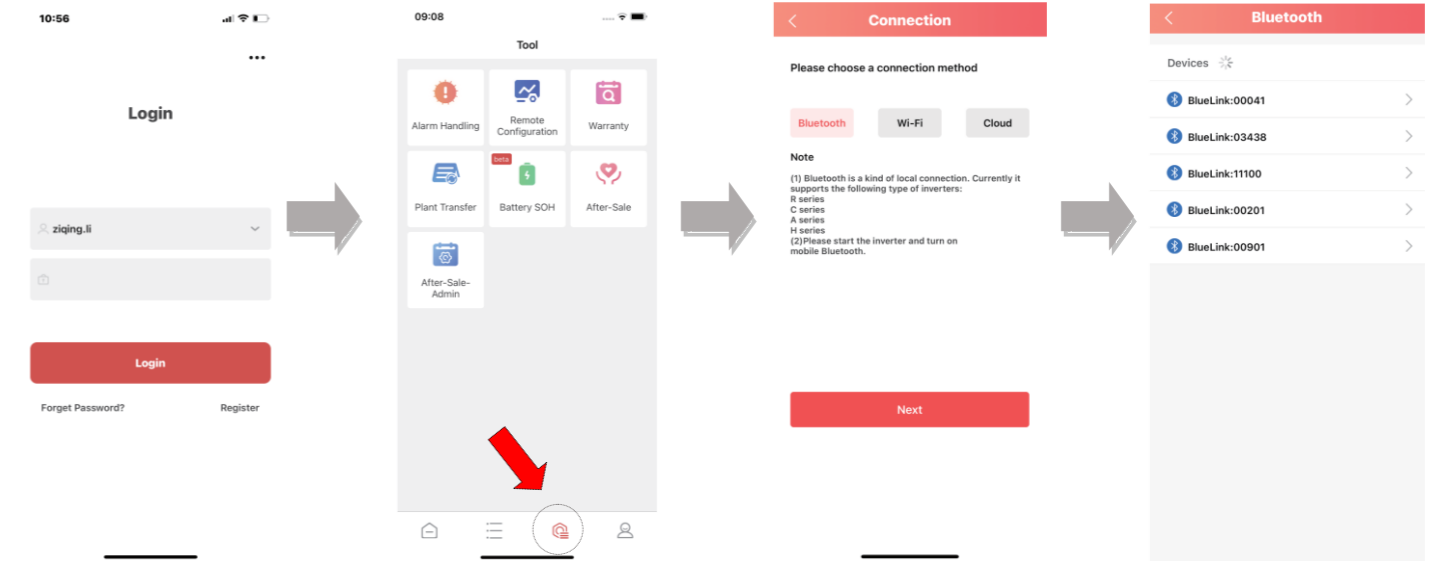 10:56
Login
ziqing.li
Login
Forget Password?
Register
09:08
Tool
Alarm Handling
Remote
Configuration
Warranty
Plant Transfer
beta
Battery SOH
After-Sale
After-Sale-
Admin
Connection
Please choose a connection method
Bluetooth
Wi-Fi
Cloud
Note
(1) Bluetooth is a kind of local connection. Currently it
supports the following type of inverters:
R series
C series
A series
H series
(2)Please start the inverter and turn on
mobile Bluetooth.
Next
Bluetooth
Devices
BlueLink:00041
BlueLink:03438
BlueLink:11100
BlueLink:00201
BlueLink:00901